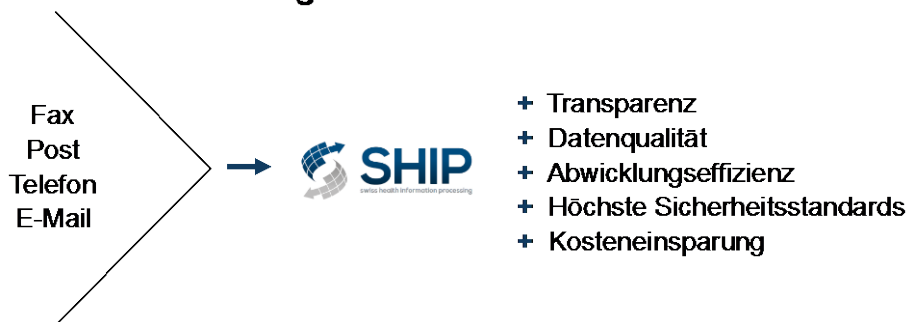 Fax
Post
Telefon
E-Mail
SHIP
swiss health information processing
+ Transparenz
+ Datenqualität
+ Abwicklungseffizienz
+ Höchste Sicherheitsstandards
+ Kosteneinsparung